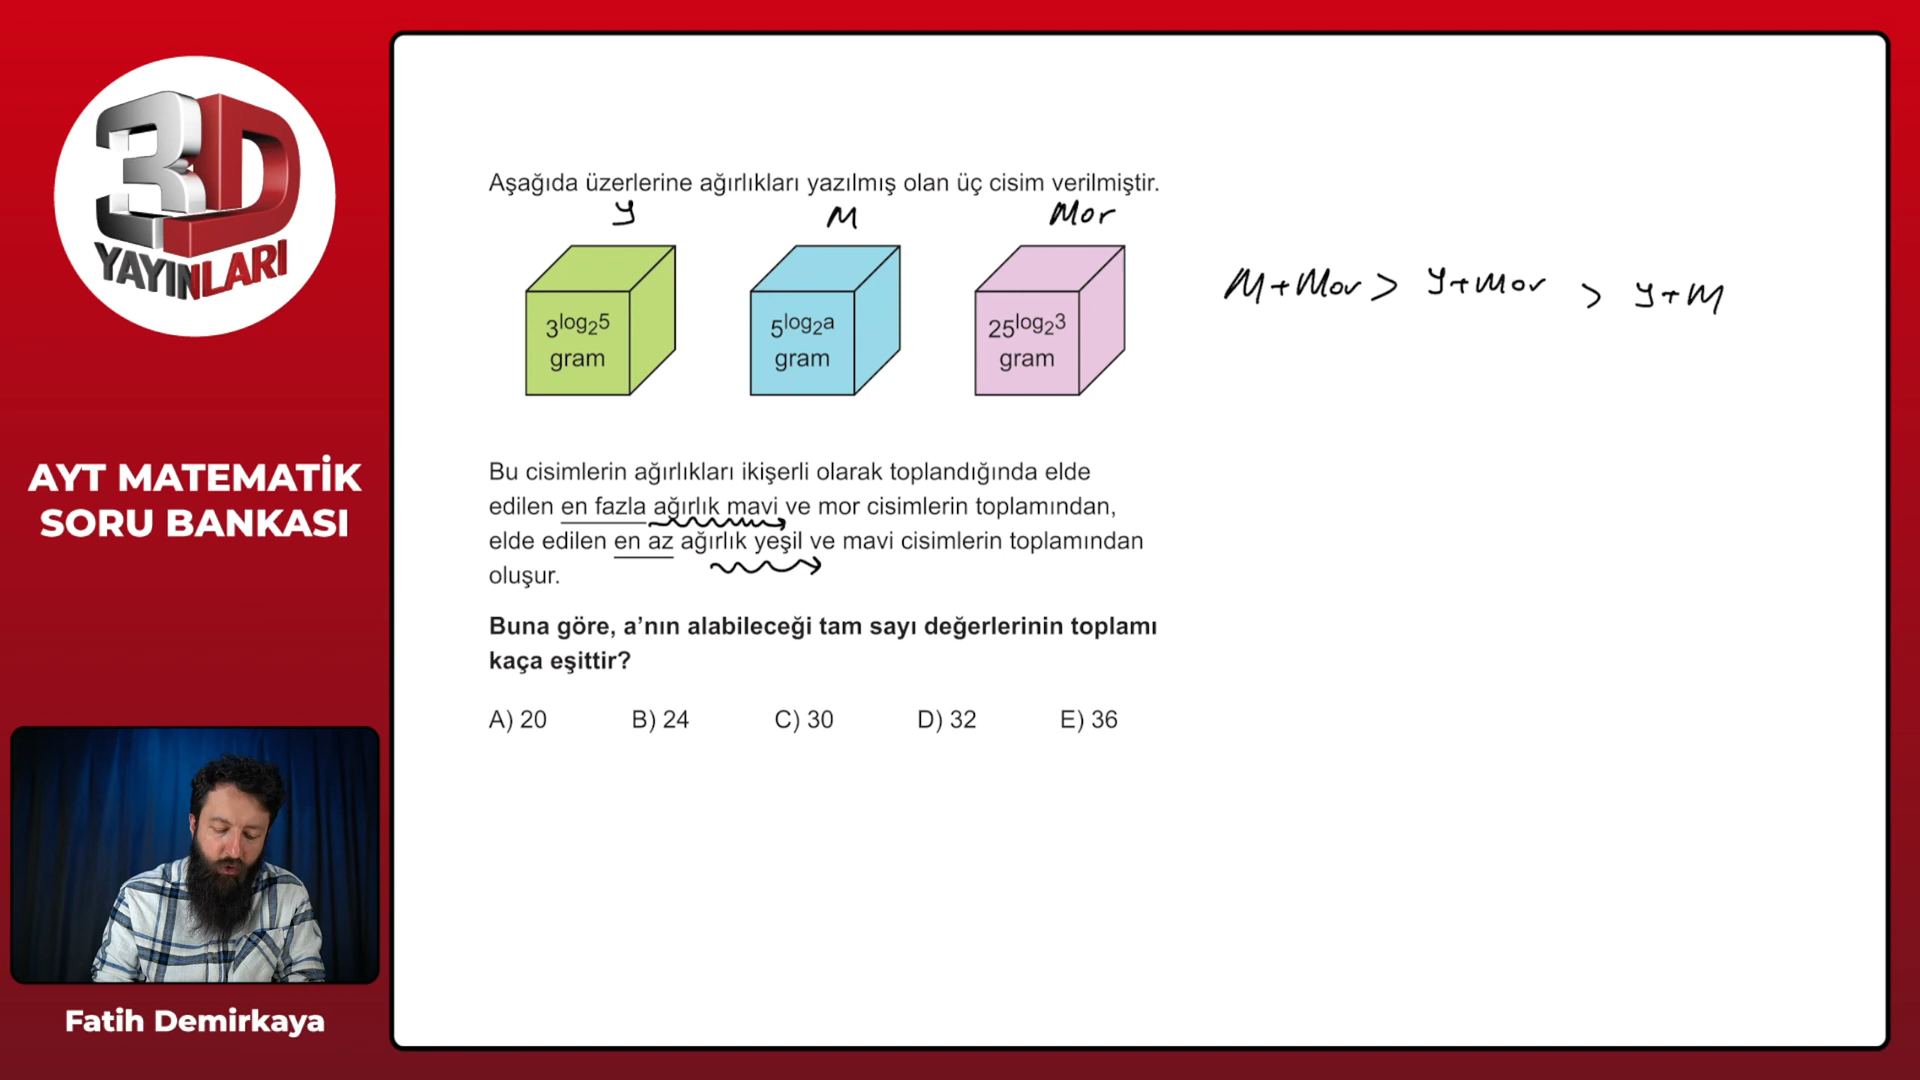 3D
YAYINLARI
AYT MATEMATİK
SORU BANKASI
Fatih Demirkaya
Aşağıda üzerlerine ağırlıkları yazılmış olan üç cisim verilmiştir.
Y M Mor
3^log₂5 gram
5^log₂a gram
25^log₂3 gram
M+Mor > Y+Mor > Y+M
Bu cisimlerin ağırlıkları ikişerli olarak toplandığında elde
edilen en fazla ağırlık mavi ve mor cisimlerin toplamından,
elde edilen en az ağırlık yeşil ve mavi cisimlerin toplamından
oluşur.
Buna göre, a’nın alabileceği tam sayı değerlerinin toplamı
kaça eşittir?
A) 20 B) 24 C) 30 D) 32 E) 36